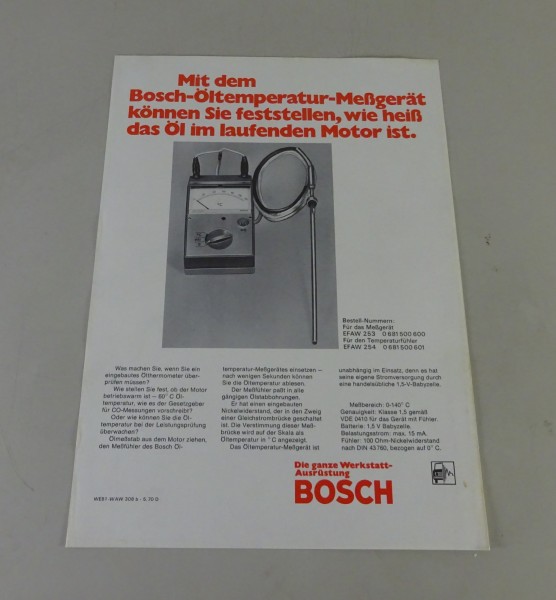 Mit dem
Bosch-Öltemperatur-Meßgerät
können Sie feststellen, wie heiß
das Öl im laufenden Motor ist.
Bestell-Nummern:
Für das Meßgerät
EFAW 253 0 681 500 600
Für den Temperaturfühler
EFAW 254 0 681 500 601
Was machen Sie, wenn Sie ein
eingebautes Ölthermometer über-
prüfen müssen?
Wie stellen Sie fest, ob der Motor
betriebswarm ist – 60° C Öl-
temperatur, wie es der Gesetzgeber
für CO-Messungen vorschreibt?
Oder wie können Sie die Öl-
temperatur bei der Leistungsprüfung
überwachen?
Ölmeßstab aus dem Motor ziehen,
den Meßfühler des Bosch Öl-
temperatur-Meßgerätes einsetzen –
nach wenigen Sekunden können
Sie die Öltemperatur ablesen.
Der Meßfühler paßt in alle
gängigen Ölstabbohrungen.
Er hat einen eingebauten
Nickelwiderstand, der in den Zweig
einer Gleichstrombrücke geschaltet
ist. Die Verstimmung dieser Meß-
brücke wird auf der Skala als
Öltemperatur in °C angezeigt.
Das Öltemperatur-Meßgerät ist
unabhängig im Einsatz, denn es hat
seine eigene Stromversorgung durch
eine handelsübliche 1,5-V-Babyzelle.
Meßbereich: 0-140° C
Genauigkeit: Klasse 1,5 gemäß
VDE 0410 für das Gerät mit Fühler.
Batterie: 1,5 V Babyzelle.
Belastungsstrom: max. 15 mA.
Fühler: 100 Ohm-Nickelwiderstand
nach DIN 43760, bezogen auf 0° C.
Die ganze Werkstatt-
Ausrüstung
BOSCH